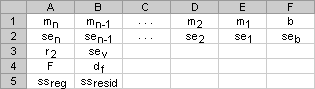 A B C D E F
1 mn mn-1 . . . m2 m1 b
2 sen sen-1 . . . se2 se1 seb
3 r2 sev
4 F df
5 ssreg ssresid